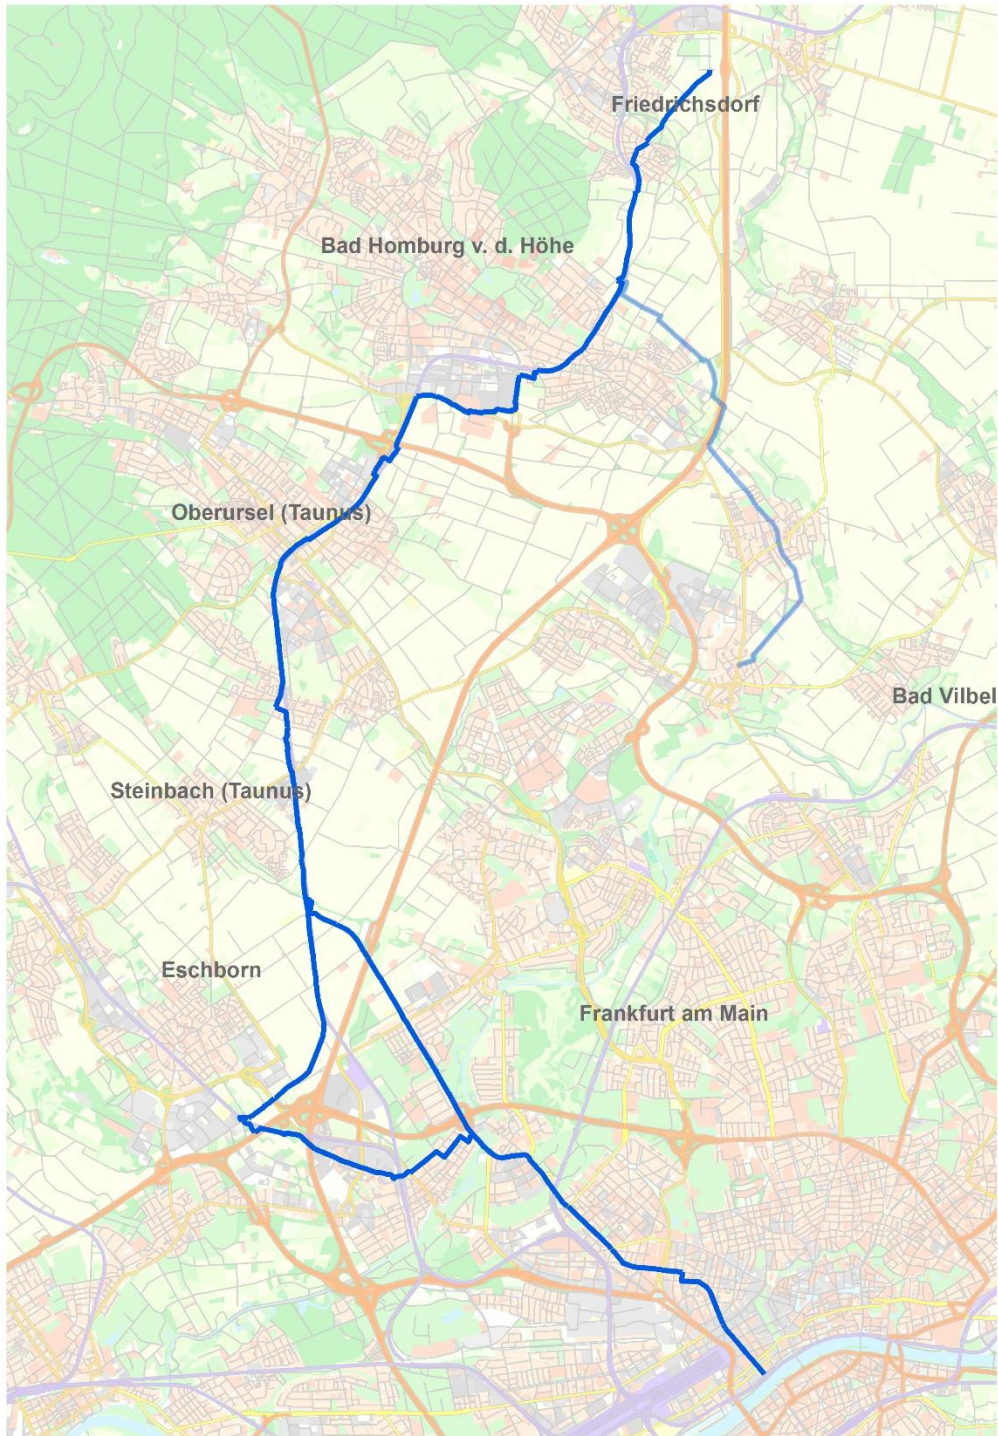 Friedrichsdorf
Bad Homburg v. d. Höhe
Oberursel (Taunus)
Bad Vilbel
Steinbach (Taunus)
Eschborn
Frankfurt am Main